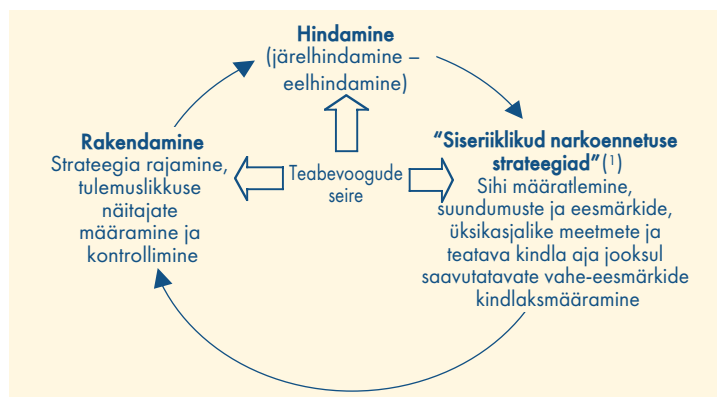 Hindamine
(järelhindamine –
eelhindamine)
Rakendamine
Strateegia rajamine,
tulemuslikkuse
näitajate
määramine ja
kontrollimine
Teabevoogude
seire
“Siseriiklikud narkoennetuse
strateegiad”(¹)
Sihi määratlemine,
suundumuste ja eesmärkide,
üksikasjalike meetmete ja
teatava kindla aja jooksul
saavutatavate vahe-eesmärkide
kindlaksmääramine